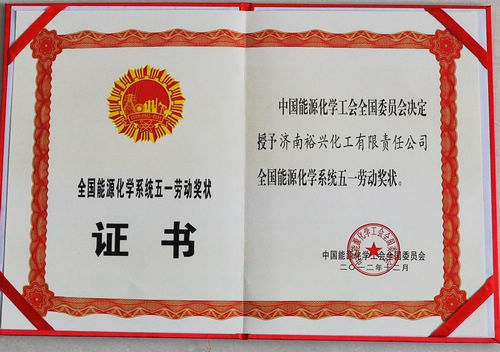 全国能源化学系统五一劳动奖状
证书
中国能源化学工会全国委员会决定
授予济南裕兴化工有限责任公司
全国能源化学系统五一劳动奖状。
中国能源化学工会全国委员会
二〇一二年十二月